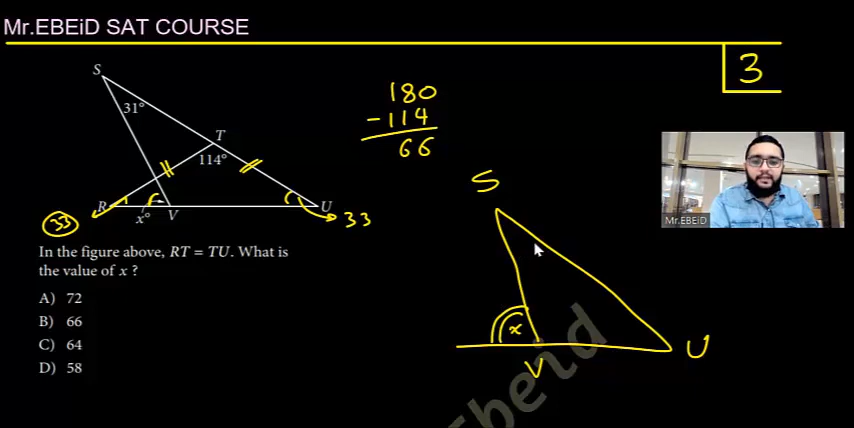 Mr.EBEiD SAT COURSE
3
180
-114
66
S
31°
T
114°
R
x°
V
U
33
33
In the figure above, RT = TU. What is
the value of x ?
A) 72
B) 66
C) 64
D) 58
Mr.EBEiD
S
x
V
U
Ebeid